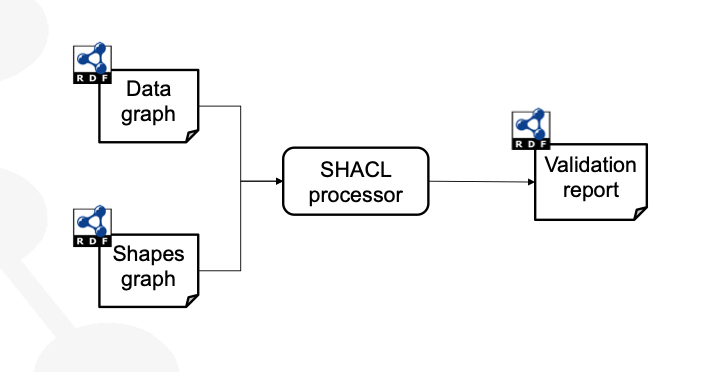 RDF
Data
graph
RDF
Shapes
graph
SHACL
processor
RDF
Validation
report